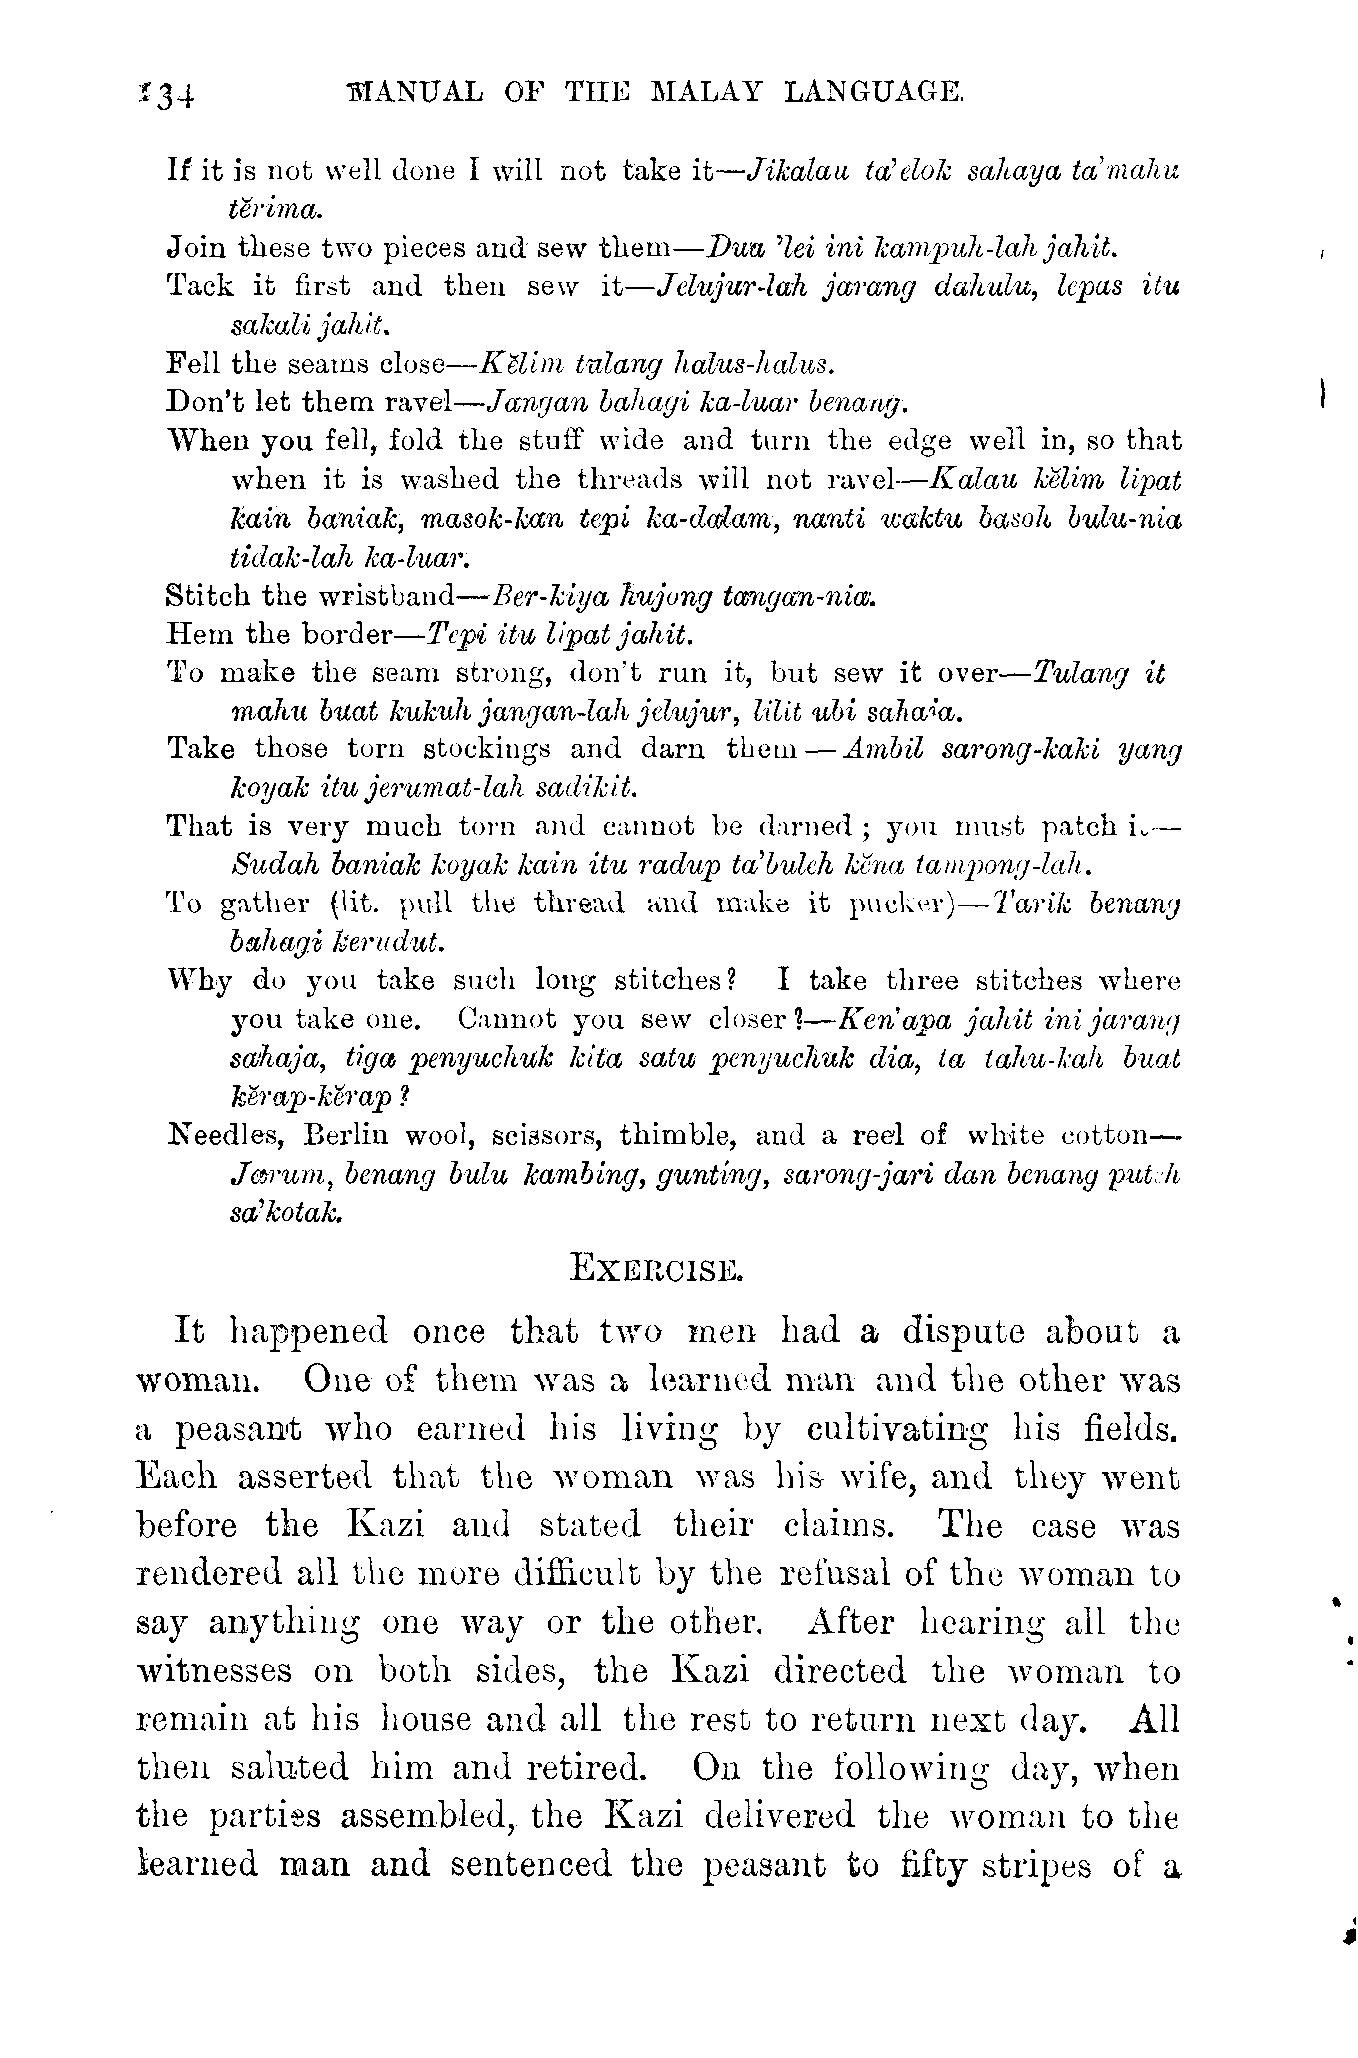 134 MANUAL OF THE MALAY LANGUAGE.
If it is not well done I will not take it—Jikalau ta' elok sahaya ta' mahu
tĕrima.
Join these two pieces and sew them—Dua 'lei ini kampuh-lah jahit.
Tack it first and then sew it—Jelujur-lah jarang dahulu, lepas itu
sakali jahit.
Fell the seams close—Kĕlim tulang halus-halus.
Don't let them ravel—Jangan bahagi ka-luar benang.
When you fell, fold the stuff wide and turn the edge well in, so that
when it is washed the threads will not ravel—Kalau kĕlim lipat
kain baniak, masok-kan tepi ka-dalam, nanti waktu basoh bulu-nia
tidak-lah ka-luar.
Stitch the wristband—Ber-kiya hujong tangan-nia.
Hem the border—Tepi itu lipat jahit.
To make the seam strong, don't run it, but sew it over—Tulang it
mahu buat kukuh jangan-lah jelujur, lilit ubi sahaja.
Take those torn stockings and darn them—Ambil sarong-kaki yang
koyak itu jerumat-lah sadikit.
That is very much torn and cannot be darned; you must patch it—
Sudah baniak koyak kain itu radup ta' buleh kĕna tampong-lah.
To gather (lit. pull the thread and make it pucker)—Tarik benang
bahagi kerudut.
Why do you take such long stitches? I take three stitches where
you take one. Cannot you sew closer?—Ken'apa jahit ini jarang
sahaja, tiga penyuchuk kita satu penyuchuk dia, ta tahu-kah buat
kĕrap-kĕrap?
Needles, Berlin wool, scissors, thimble, and a reel of white cotton—
Jarum, benang bulu kambing, gunting, sarong-jari dan benang puteh
sa' kotak.
EXERCISE.
It happened once that two men had a dispute about a
woman. One of them was a learned man and the other was
a peasant who earned his living by cultivating his fields.
Each asserted that the woman was his wife, and they went
before the Kazi and stated their claims. The case was
rendered all the more difficult by the refusal of the woman to
say anything one way or the other. After hearing all the
witnesses on both sides, the Kazi directed the woman to
remain at his house and all the rest to return next day. All
then saluted him and retired. On the following day, when
the parties assembled, the Kazi delivered the woman to the
learned man and sentenced the peasant to fifty stripes of a